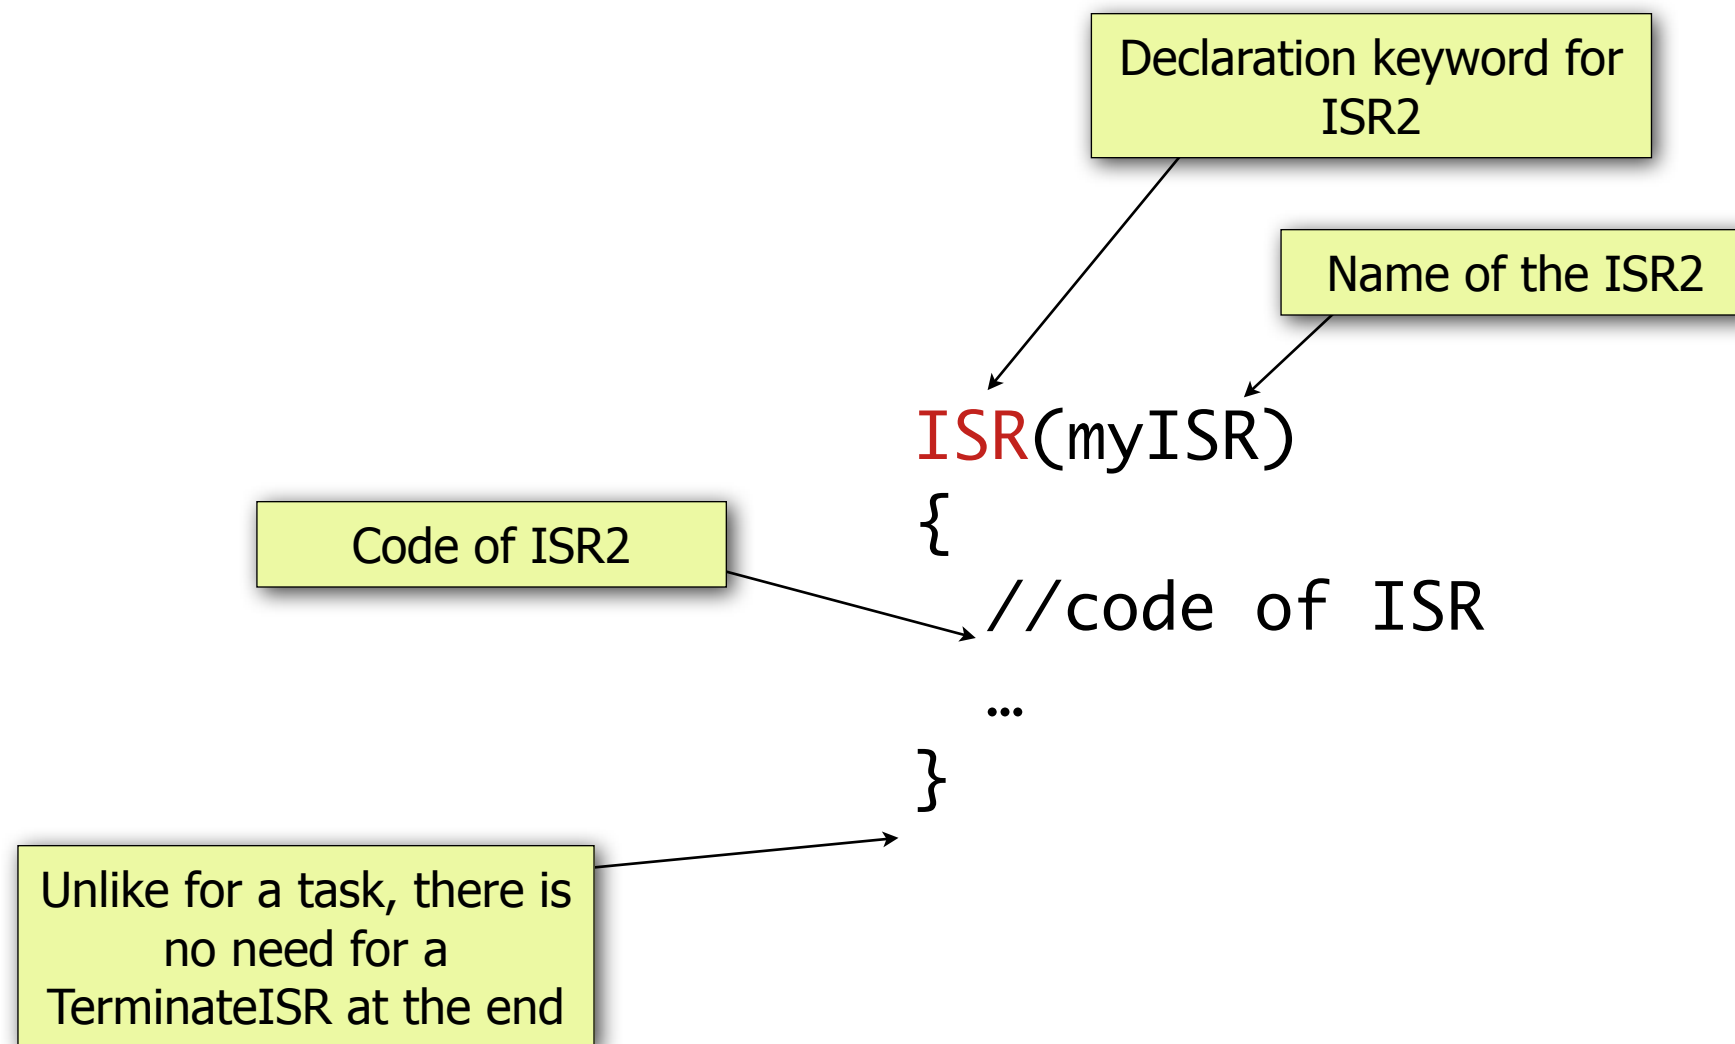 Declaration keyword for
ISR2
Name of the ISR2
ISR(myISR)
{
Code of ISR2
//code of ISR
…
}
Unlike for a task, there is
no need for a
TerminateISR at the end